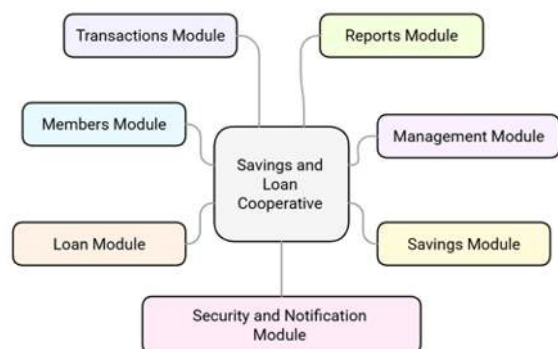 Transactions Module
Reports Module
Members Module
Management Module
Savings and
Loan
Cooperative
Loan Module
Savings Module
Security and Notification
Module